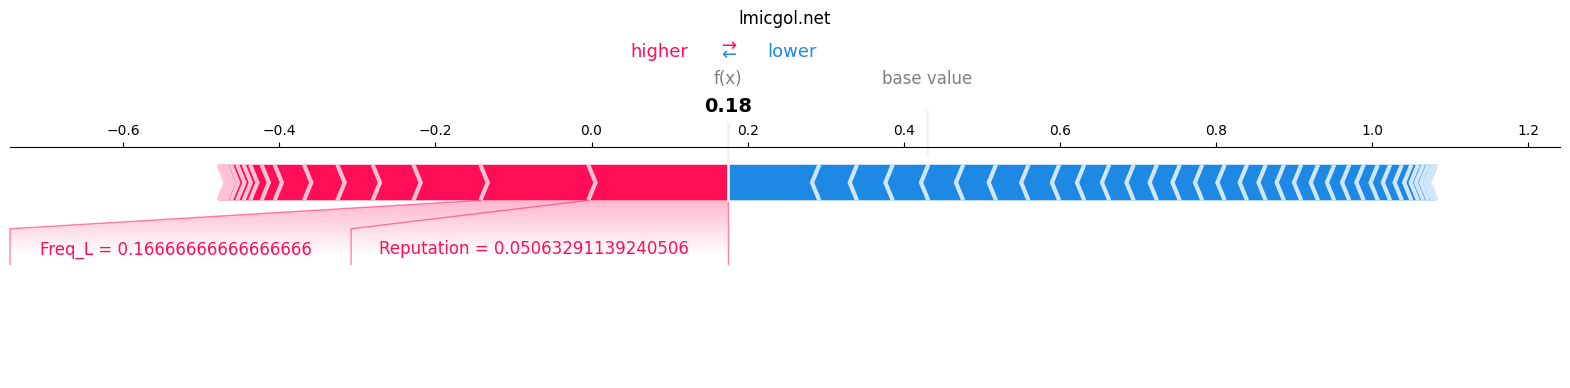 lmicgol.net
higher ⇄ lower
f(x) base value
0.18
−0.6 −0.4 −0.2 0.0 0.2 0.4 0.6 0.8 1.0 1.2
Freq_L = 0.16666666666666666 Reputation = 0.05063291139240506